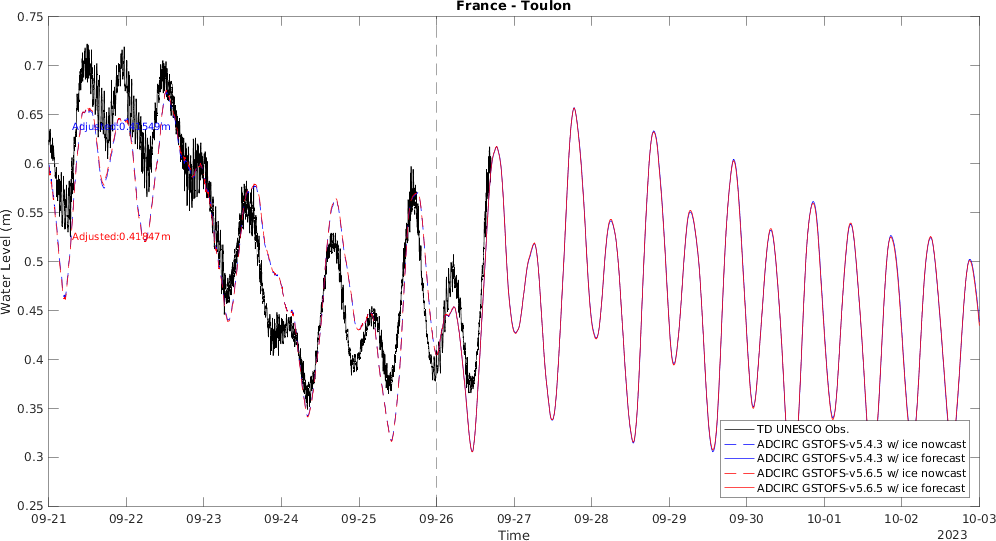 France - Toulon
0.75
0.7
0.65
0.6
0.55
0.5
0.45
0.4
0.35
0.3
0.25
Water Level (m)
Adjusted:0.41847m
TD UNESCO Obs.
ADCIRC GSTOFS-v5.4.3 w/ ice nowcast
ADCIRC GSTOFS-v5.4.3 w/ ice forecast
ADCIRC GSTOFS-v5.6.5 w/ ice nowcast
ADCIRC GSTOFS-v5.6.5 w/ ice forecast
09-21 09-22 09-23 09-24 09-25 09-26 09-27 09-28 09-29 09-30 10-01 10-02 10-03
Time
2023